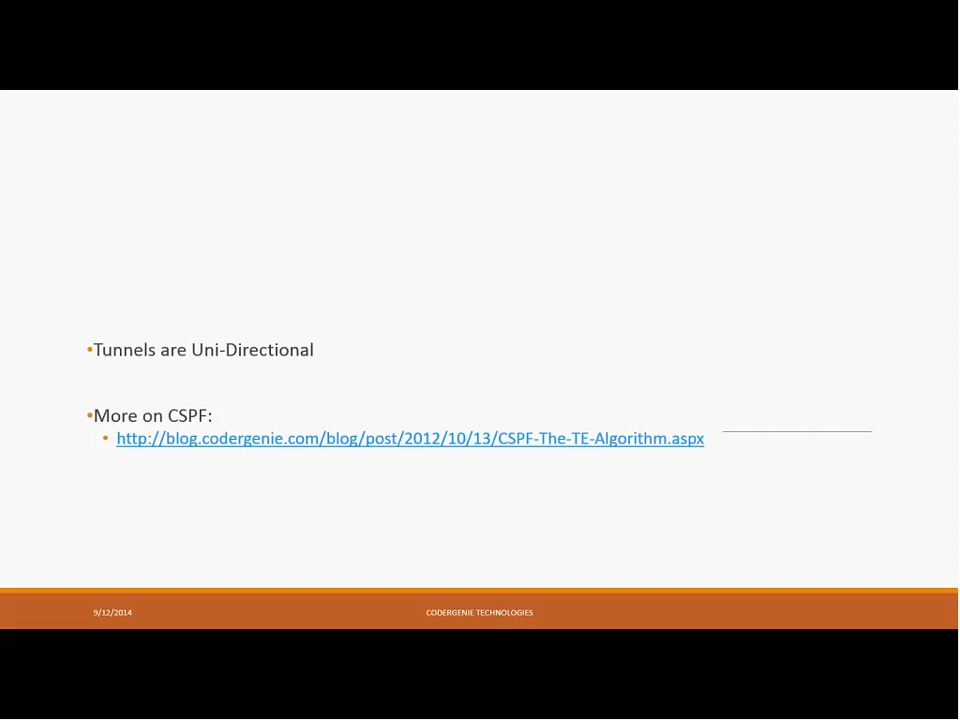 •Tunnels are Uni-Directional
•More on CSPF:
• http://blog.codergenie.com/blog/post/2012/10/13/CSPF-The-TE-Algorithm.aspx
9/12/2014
CODERGENIE TECHNOLOGIES